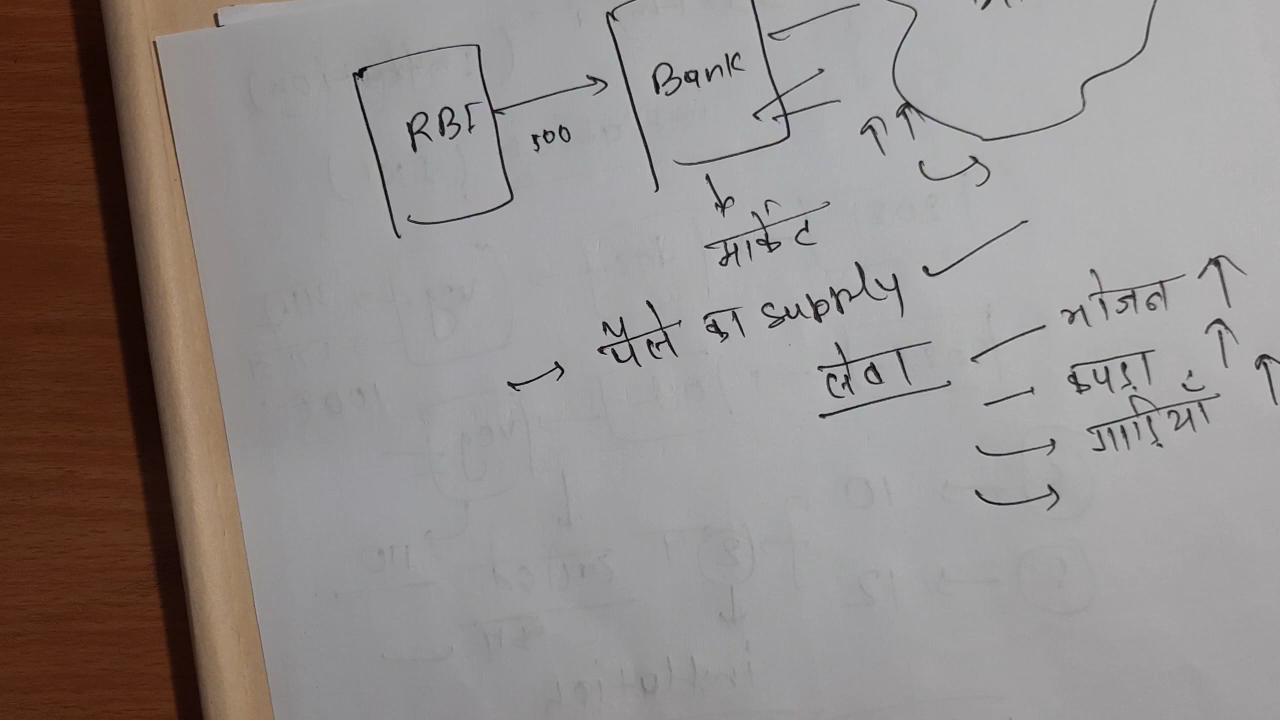 RBI
Bank
500
मार्केट
पैसे का supply
सेवा
भोजन
कपड़ा
गाड़ियाँ